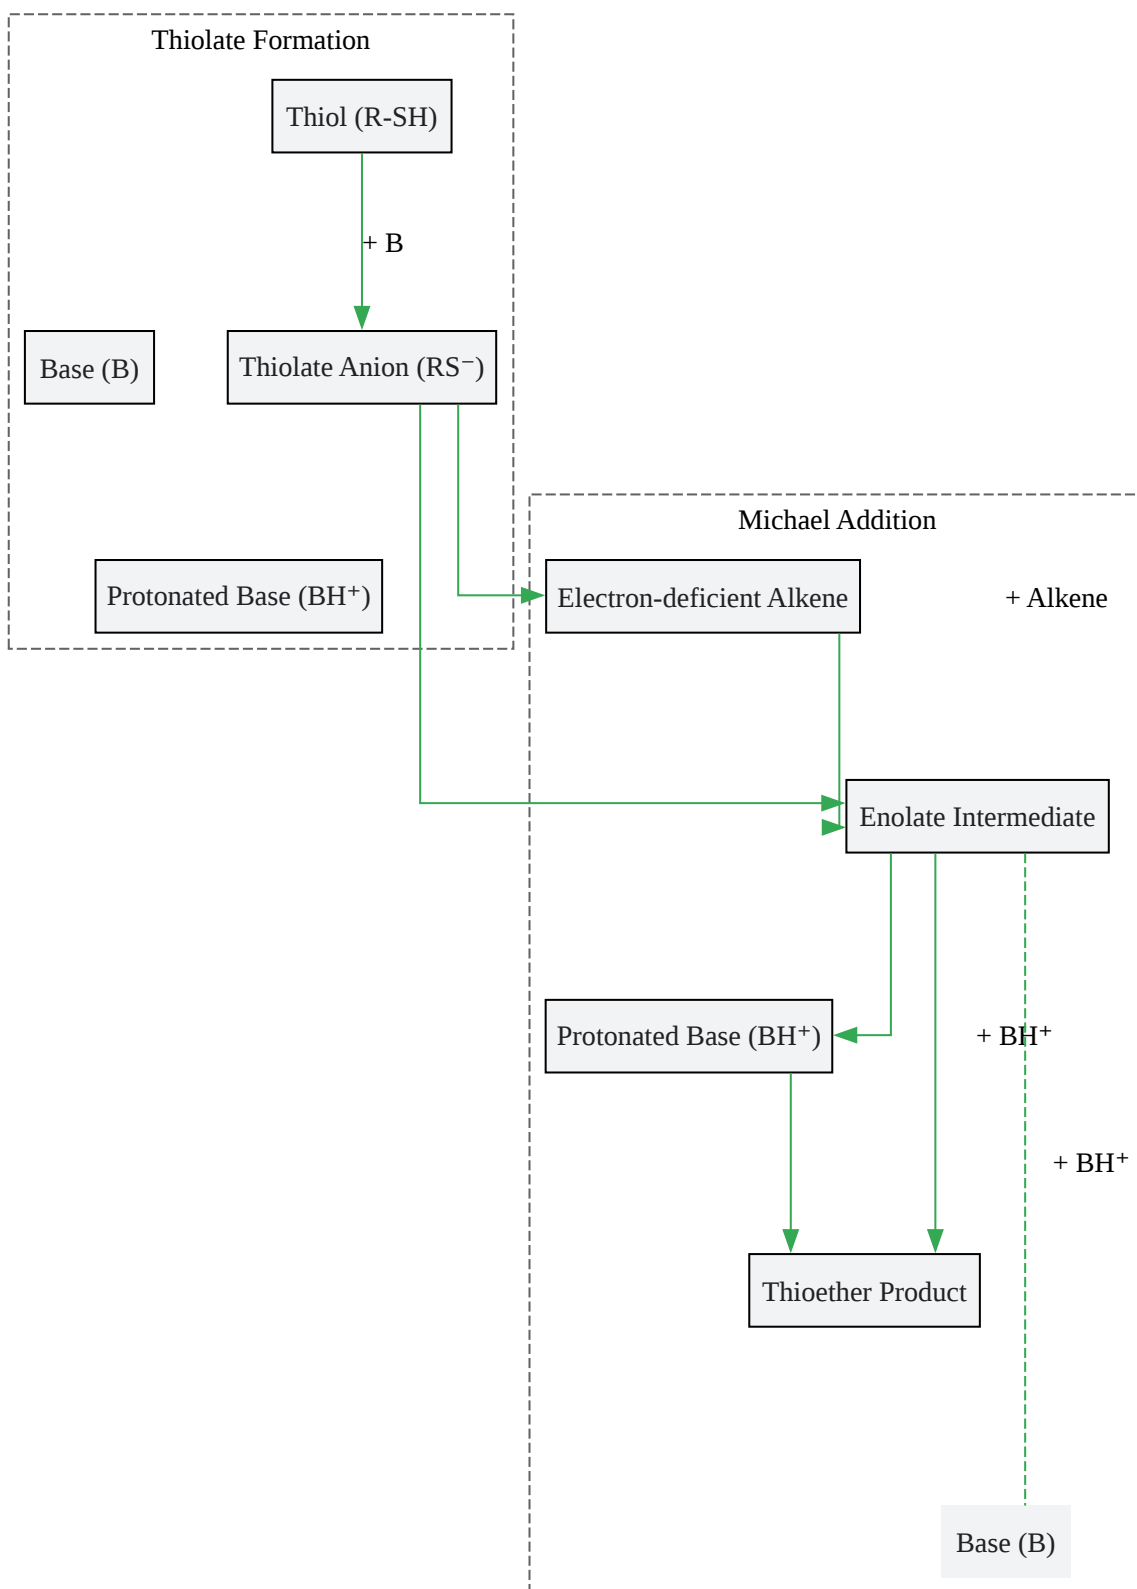 Thiolate Formation
Thiol (R-SH)
+ B
Base (B)
Thiolate Anion (RS⁻)
Michael Addition
Protonated Base (BH⁺)
Electron-deficient Alkene
+ Alkene
Enolate Intermediate
Protonated Base (BH⁺)
+ BH⁺
+ BH⁺
Thioether Product
Base (B)